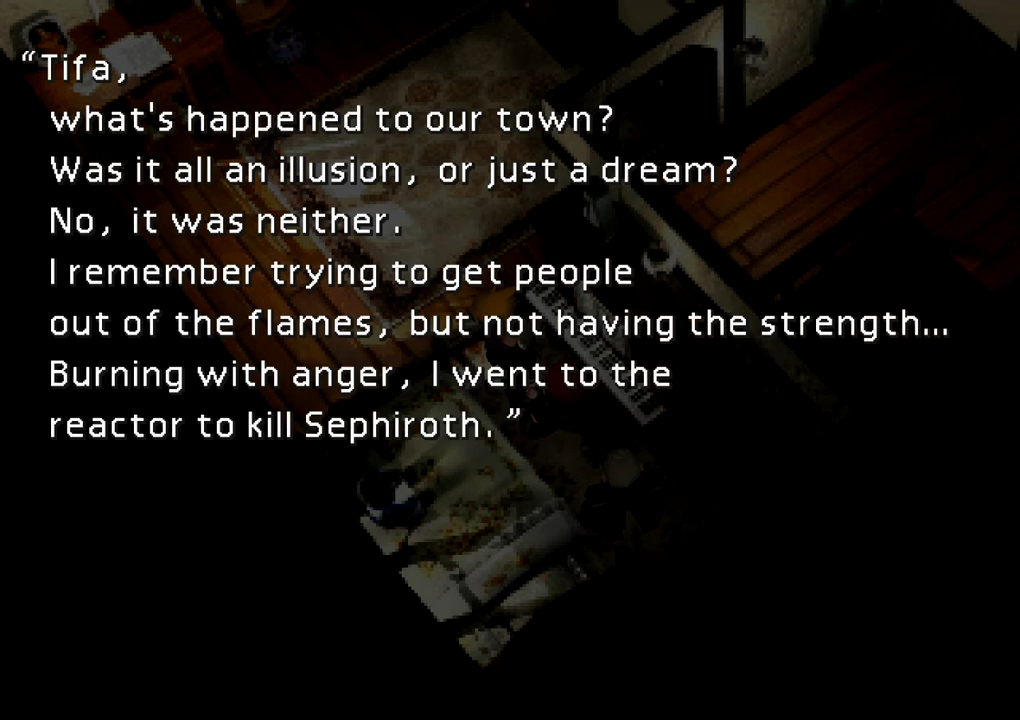 “Tifa,
what's happened to our town?
Was it all an illusion, or just a dream?
No, it was neither.
I remember trying to get people
out of the flames, but not having the strength...
Burning with anger, I went to the
reactor to kill Sephiroth.”